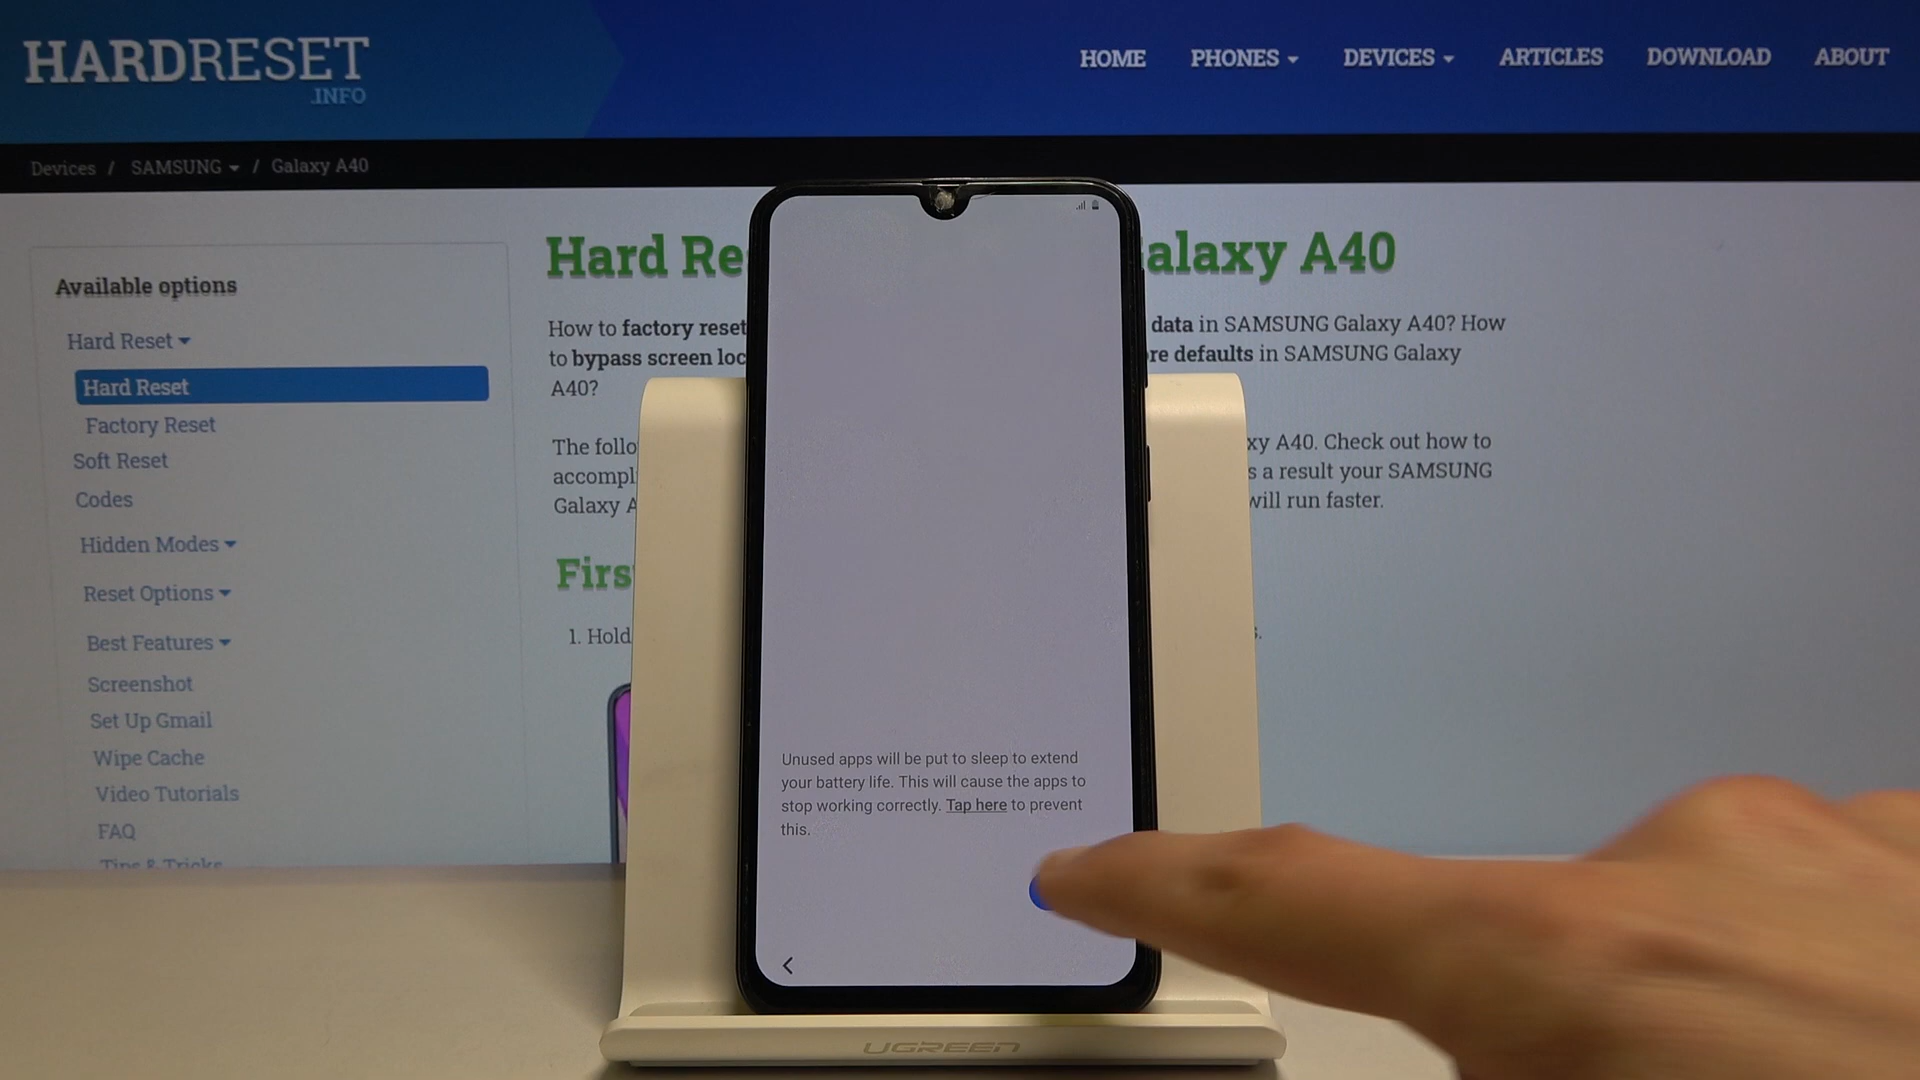 HARDRESET
.INFO
HOME PHONES DEVICES ARTICLES DOWNLOAD ABOUT
Devices / SAMSUNG / Galaxy A40
Available options
Hard Reset
Hard Reset
Factory Reset
Soft Reset
Codes
Hidden Modes
Reset Options
Best Features
Screenshot
Set Up Gmail
Wipe Cache
Video Tutorials
FAQ
Tips & Tricks
Hard Re alaxy A40
How to factory reset data in SAMSUNG Galaxy A40? How
to bypass screen loc re defaults in SAMSUNG Galaxy
A40?
The follo xy A40. Check out how to
accompl s a result your SAMSUNG
Galaxy A will run faster.
Firs
1. Hold s.
Unused apps will be put to sleep to extend
your battery life. This will cause the apps to
stop working correctly. Tap here to prevent
this.
UGREEN